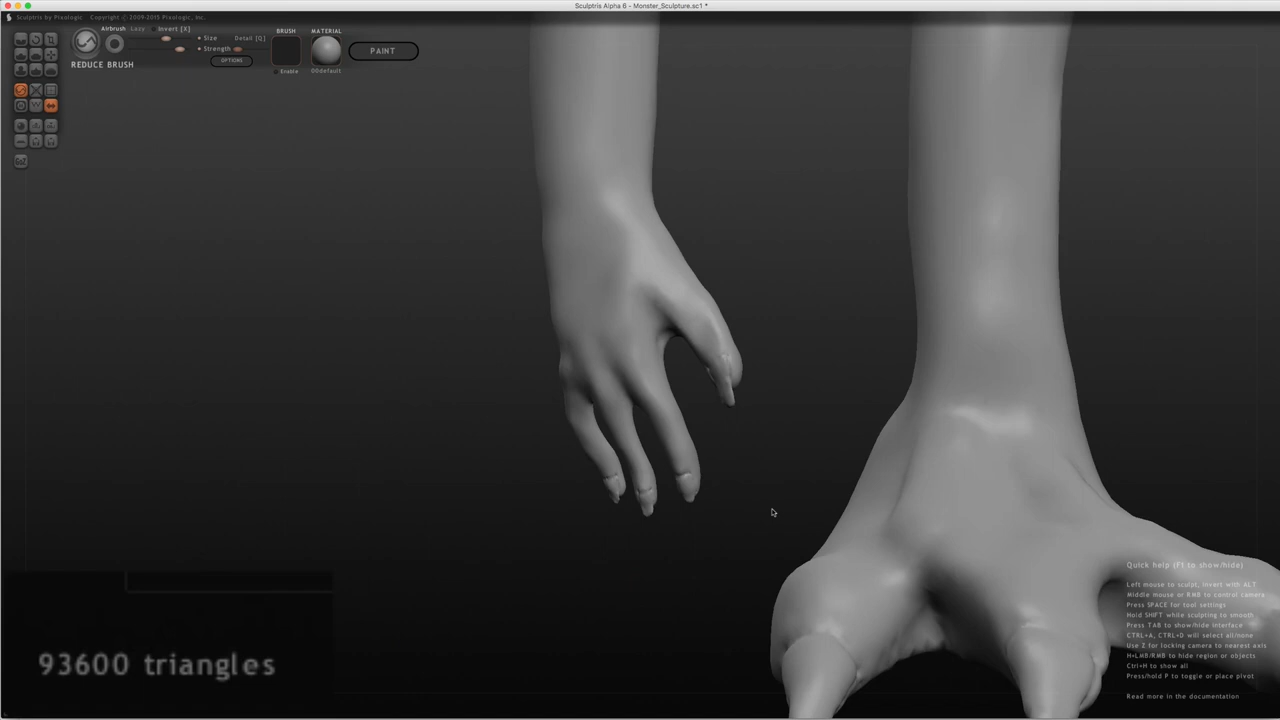 Sculptris Alpha 6 - Monster_Sculpture.sc1 *
Sculptris by Pixologic Copyright © 2009-2015 Pixologic, Inc.
Airbrush Lazy Invert [X]
Size Detail [Q]
Strength
OPTIONS
REDUCE BRUSH
BRUSH
Enable
MATERIAL
00default
PAINT
GoZ
93600 triangles
Quick help (F1 to show/hide)
Left mouse to sculpt, invert with ALT
Middle mouse or RMB to control camera
Press SPACE for tool settings
Hold SHIFT while sculpting to smooth
Press TAB to show/hide interface
CTRL+A, CTRL+D will select all/none
Use Z for locking camera to nearest axis
H+LMB/RMB to hide region or objects
Ctrl+H to show all
Press/hold P to toggle or place pivot
Read more in the documentation